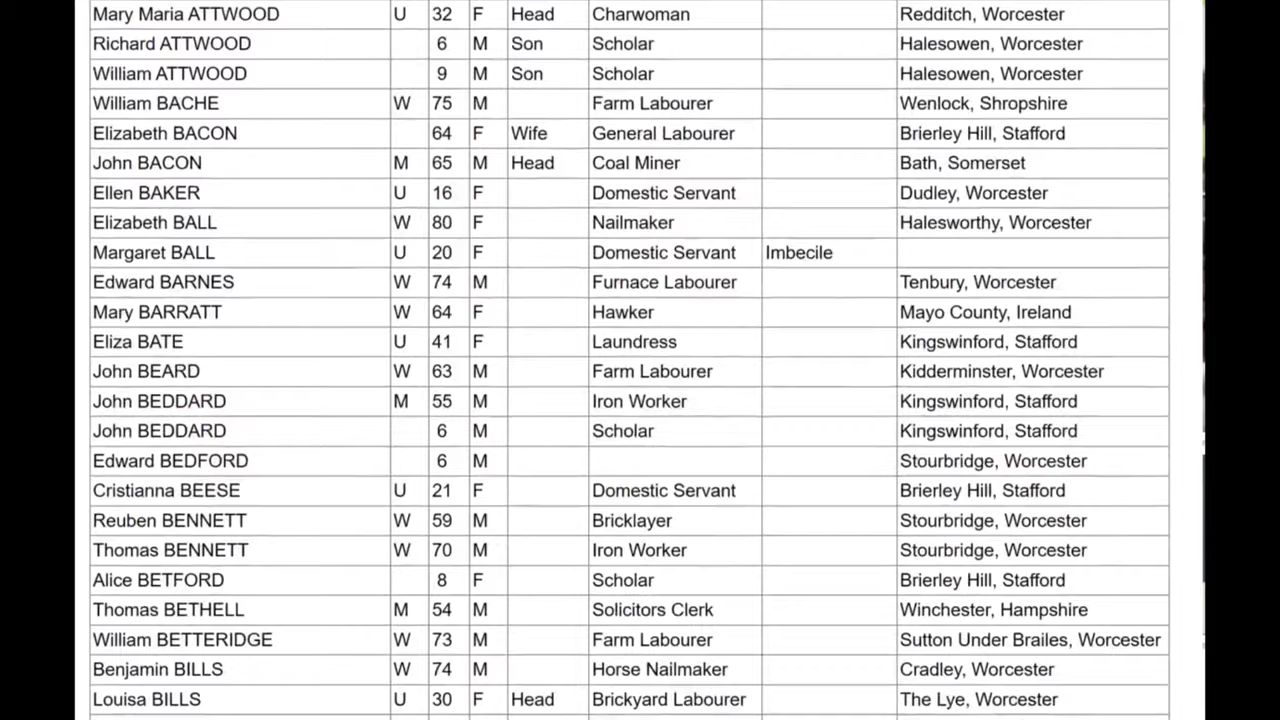 Mary Maria ATTWOOD U 32 F Head Charwoman Redditch, Worcester
Richard ATTWOOD 6 M Son Scholar Halesowen, Worcester
William ATTWOOD 9 M Son Scholar Halesowen, Worcester
William BACHE W 75 M Farm Labourer Wenlock, Shropshire
Elizabeth BACON 64 F Wife General Labourer Brierley Hill, Stafford
John BACON M 65 M Head Coal Miner Bath, Somerset
Ellen BAKER U 16 F Domestic Servant Dudley, Worcester
Elizabeth BALL W 80 F Nailmaker Halesworthy, Worcester
Margaret BALL U 20 F Domestic Servant Imbecile
Edward BARNES W 74 M Furnace Labourer Tenbury, Worcester
Mary BARRATT W 64 F Hawker Mayo County, Ireland
Eliza BATE U 41 F Laundress Kingswinford, Stafford
John BEARD W 63 M Farm Labourer Kidderminster, Worcester
John BEDDARD M 55 M Iron Worker Kingswinford, Stafford
John BEDDARD 6 M Scholar Kingswinford, Stafford
Edward BEDFORD 6 M Stourbridge, Worcester
Cristianna BEESE U 21 F Domestic Servant Brierley Hill, Stafford
Reuben BENNETT W 59 M Bricklayer Stourbridge, Worcester
Thomas BENNETT W 70 M Iron Worker Stourbridge, Worcester
Alice BETFORD 8 F Scholar Brierley Hill, Stafford
Thomas BETHELL M 54 M Solicitors Clerk Winchester, Hampshire
William BETTERIDGE W 73 M Farm Labourer Sutton Under Brailes, Worcester
Benjamin BILLS W 74 M Horse Nailmaker Cradley, Worcester
Louisa BILLS U 30 F Head Brickyard Labourer The Lye, Worcester